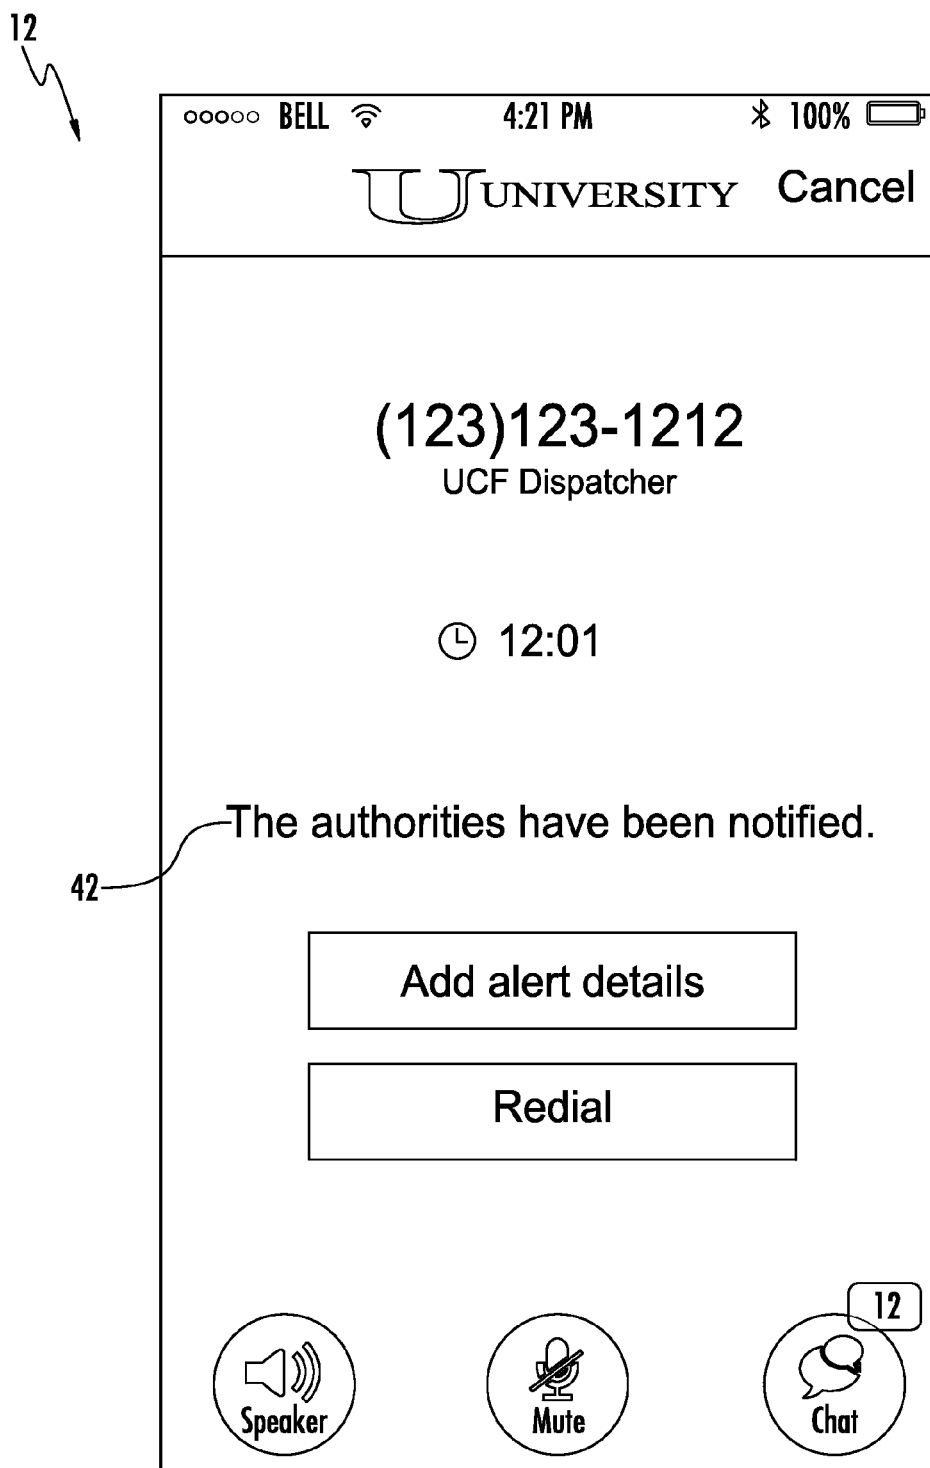 12
BELL 4:21 PM 100%
U UNIVERSITY Cancel
(123)123-1212
UCF Dispatcher
12:01
The authorities have been notified.
42
Add alert details
Redial
12
Speaker Mute Chat